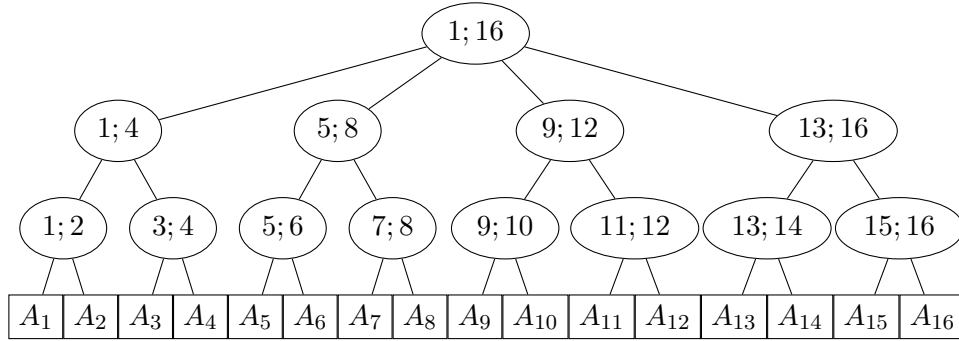 1; 16
1; 4 5; 8 9; 12 13; 16
1; 2 3; 4 5; 6 7; 8 9; 10 11; 12 13; 14 15; 16
A₁ A₂ A₃ A₄ A₅ A₆ A₇ A₈ A₉ A₁₀ A₁₁ A₁₂ A₁₃ A₁₄ A₁₅ A₁₆